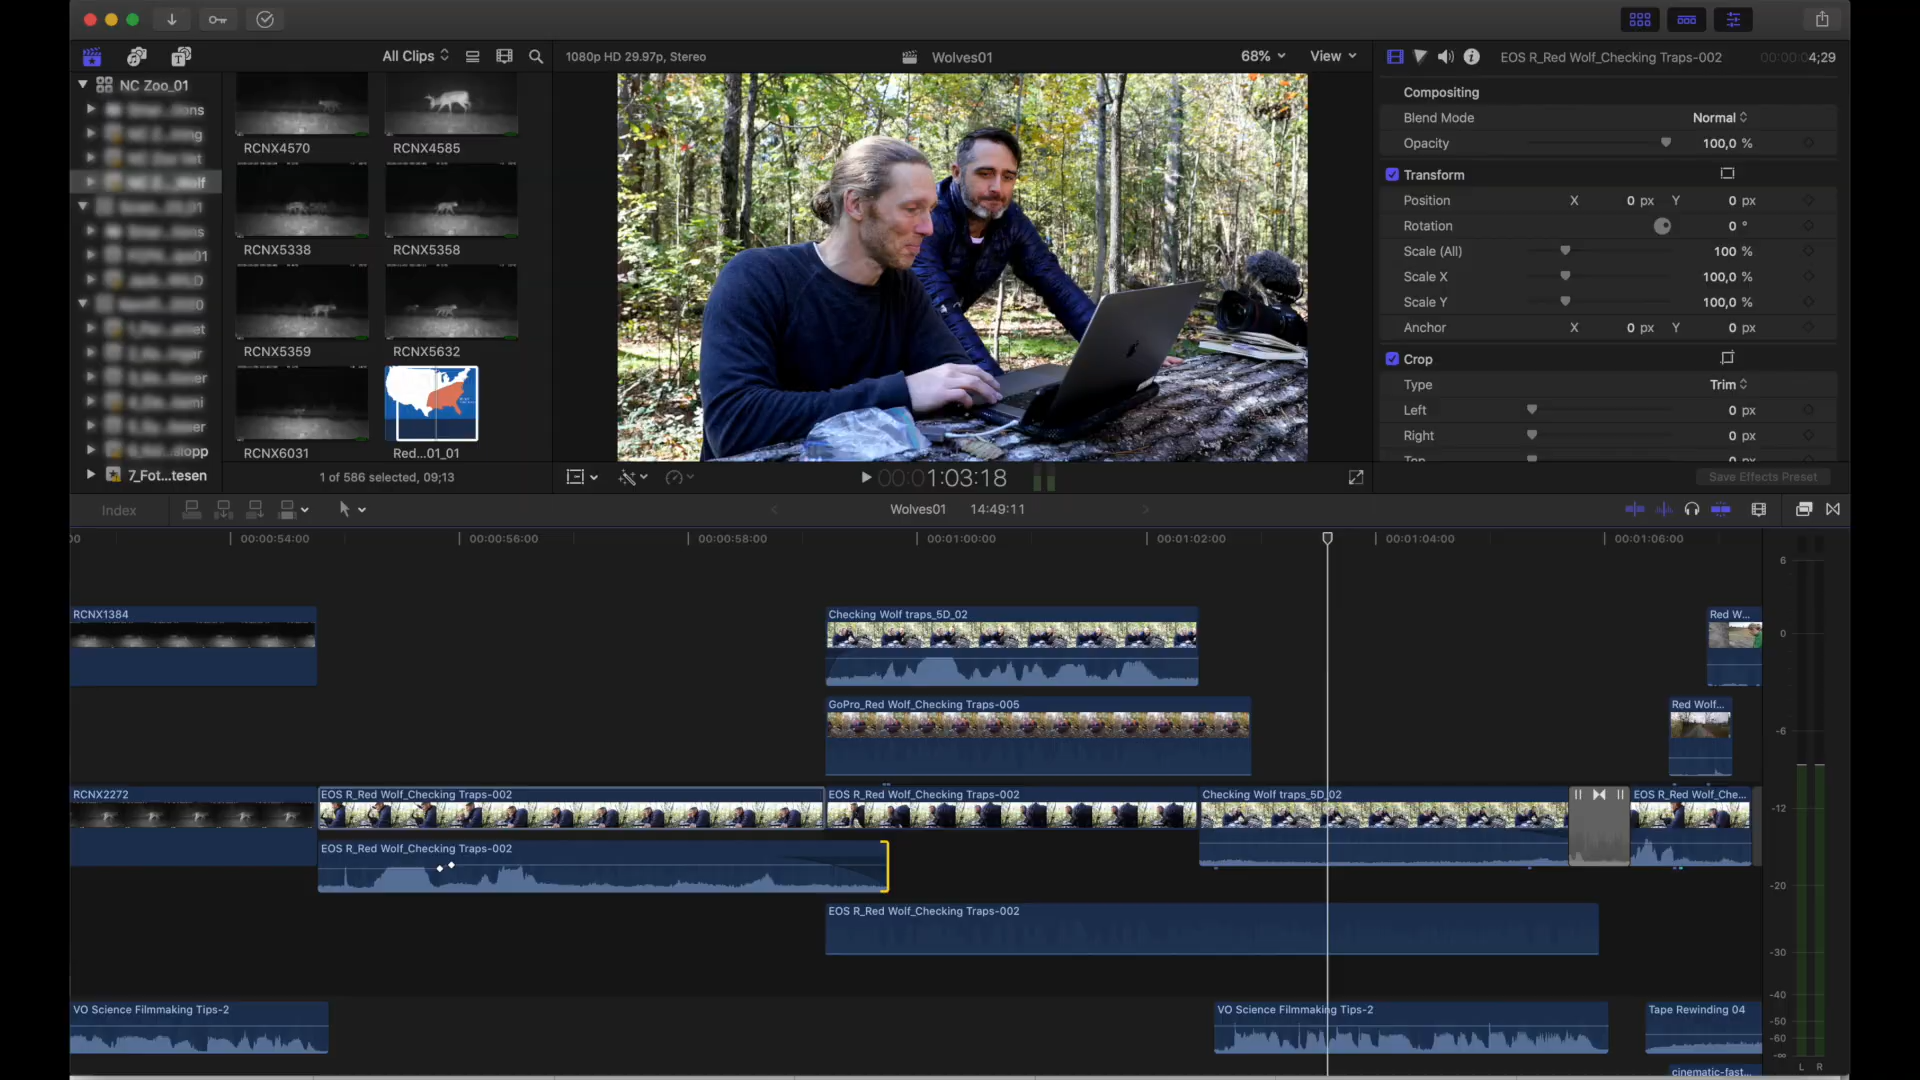 All Clips
1080p HD 29.97p, Stereo
Wolves01
68%
View
EOS R_Red Wolf_Checking Traps-002
00:00:04;29
NC Zoo_01
7_Fot...tesen
RCNX4570
RCNX4585
RCNX5338
RCNX5358
RCNX5359
RCNX5632
RCNX6031
Red...01_01
1 of 586 selected, 09;13
00:01:03:18
Compositing
Blend Mode
Normal
Opacity
100,0 %
Transform
Position
X
0 px
Y
0 px
Rotation
0 °
Scale (All)
100 %
Scale X
100,0 %
Scale Y
100,0 %
Anchor
X
0 px
Y
0 px
Crop
Type
Trim
Left
0 px
Right
0 px
Top
0 px
Save Effects Preset
Index
Wolves01
14:49:11
00:00:54:00
00:00:56:00
00:00:58:00
00:01:00:00
00:01:02:00
00:01:04:00
00:01:06:00
RCNX1384
Checking Wolf traps_5D_02
Red W...
GoPro_Red Wolf_Checking Traps-005
Red Wolf...
RCNX2272
EOS R_Red Wolf_Checking Traps-002
EOS R_Red Wolf_Checking Traps-002
Checking Wolf traps_5D_02
EOS R_Red Wolf_Che...
EOS R_Red Wolf_Checking Traps-002
EOS R_Red Wolf_Checking Traps-002
VO Science Filmmaking Tips-2
VO Science Filmmaking Tips-2
Tape Rewinding 04
cinematic-fast...
6
0
-6
-12
-20
-30
-40
-50
-60
-∞
L
R